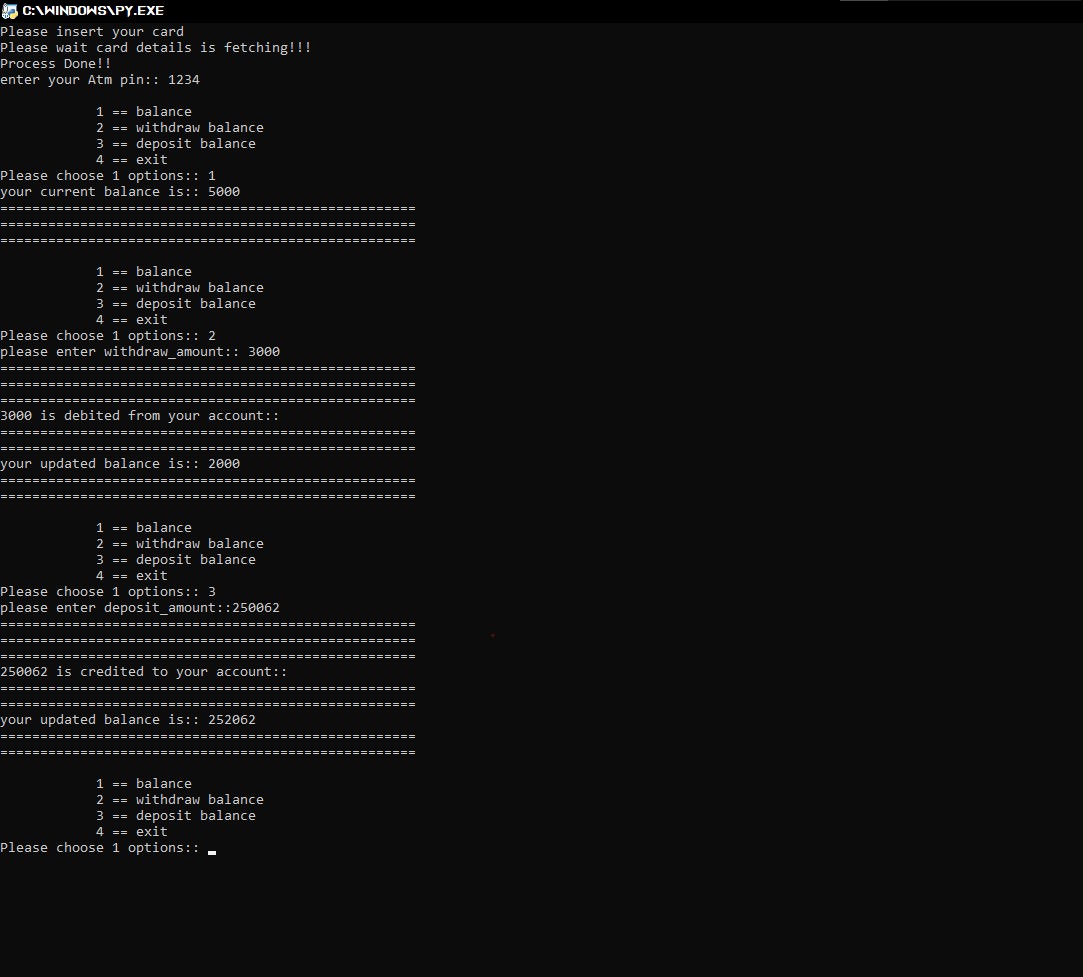 C:\WINDOWS\PY.EXE
Please insert your card
Please wait card details is fetching!!!
Process Done!!
enter your Atm pin:: 1234
1 == balance
2 == withdraw balance
3 == deposit balance
4 == exit
Please choose 1 options:: 1
your current balance is:: 5000
====================================================
====================================================
====================================================
1 == balance
2 == withdraw balance
3 == deposit balance
4 == exit
Please choose 1 options:: 2
please enter withdraw_amount:: 3000
====================================================
====================================================
====================================================
3000 is debited from your account::
====================================================
====================================================
your updated balance is:: 2000
====================================================
====================================================
1 == balance
2 == withdraw balance
3 == deposit balance
4 == exit
Please choose 1 options:: 3
please enter deposit_amount::250062
====================================================
====================================================
====================================================
250062 is credited to your account::
====================================================
====================================================
your updated balance is:: 252062
====================================================
====================================================
1 == balance
2 == withdraw balance
3 == deposit balance
4 == exit
Please choose 1 options::